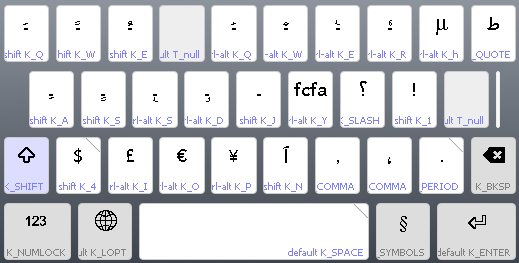 shift K_Q shift K_W shift K_E ult T_null rl-alt K_Q l-alt K_W rl-alt K_E rl-alt K_R µ rl-alt K_h ط _QUOTE
shift K_A shift K_S rl-alt K_S rl-alt K_D - shift K_J fcfa rl-alt K_Y ؟ K_SLASH ! shift K_1 ult T_null
K_SHIFT $ shift K_4 £ rl-alt K_I € rl-alt K_O ¥ rl-alt K_P Î shift K_N , COMMA ، COMMA . _PERIOD K_BKSP
123 K_NUMLOCK ult K_LOPT default K_SPACE § _SYMBOLS default K_ENTER